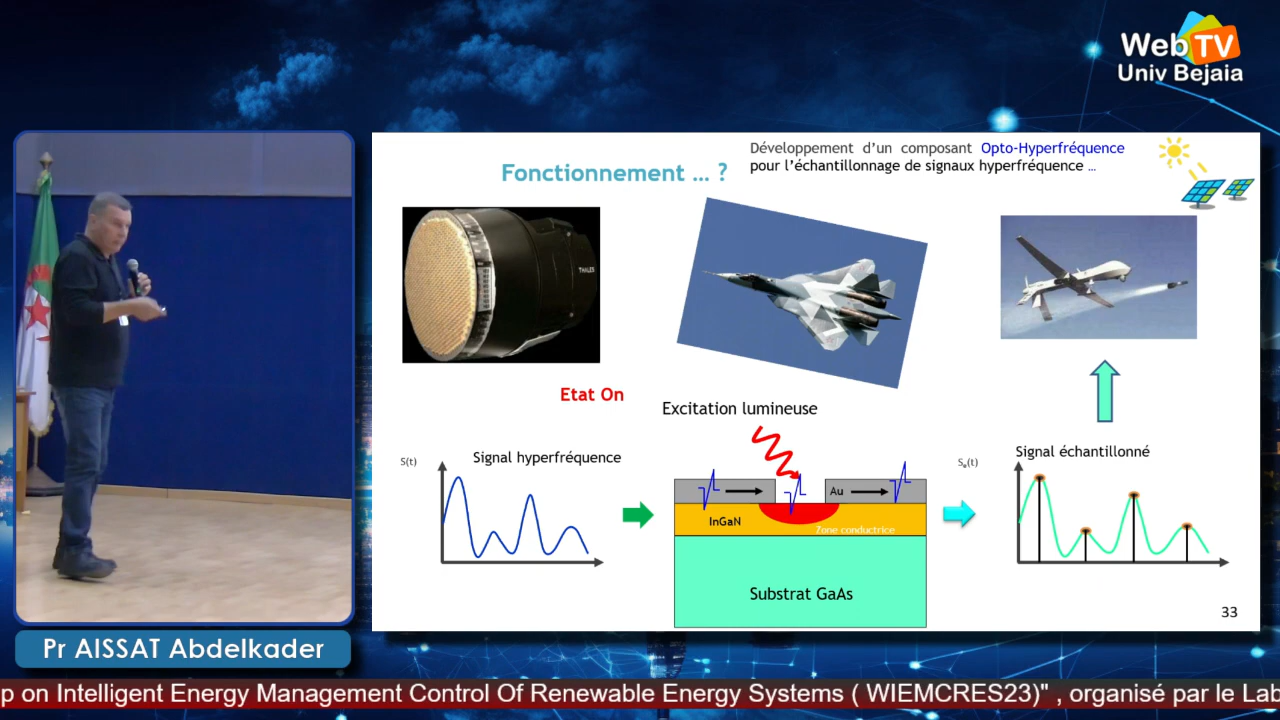 Web TV
Univ Bejaia
Développement d'un composant Opto-Hyperfréquence
pour l'échantillonnage de signaux hyperfréquence ...
Fonctionnement ... ?
THALES
Etat On
Excitation lumineuse
S(t)
Signal hyperfréquence
Signal échantillonné
Se(t)
Au
InGaN
Zone conductrice
Substrat GaAs
33
Pr AISSAT Abdelkader
p on Intelligent Energy Management Control Of Renewable Energy Systems ( WIEMCRES23)" , organisé par le Lab